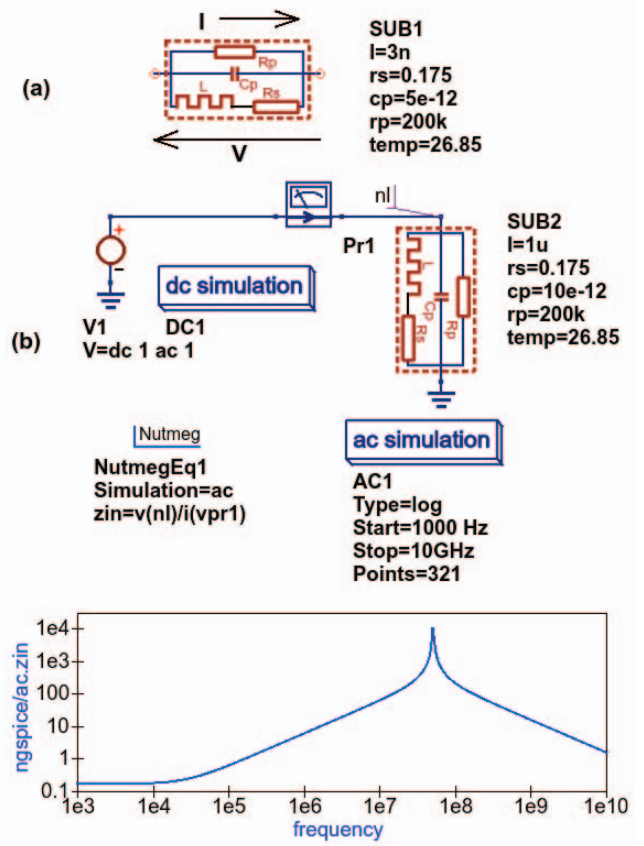 I
SUB1
l=3n
rs=0.175
cp=5e-12
rp=200k
temp=26.85
(a)
Rp
Cp
L
Rs
V
nl
Pr1
SUB2
l=1u
rs=0.175
cp=10e-12
rp=200k
temp=26.85
L
Cp
Rs
Rp
+
-
dc simulation
V1
DC1
V=dc 1 ac 1
(b)
Nutmeg
NutmegEq1
Simulation=ac
zin=v(nl)/i(vpr1)
ac simulation
AC1
Type=log
Start=1000 Hz
Stop=10GHz
Points=321
ngspice/ac.zin
1e4
1e3
100
10
1
0.1
1e3
1e4
1e5
1e6
1e7
1e8
1e9
1e10
frequency